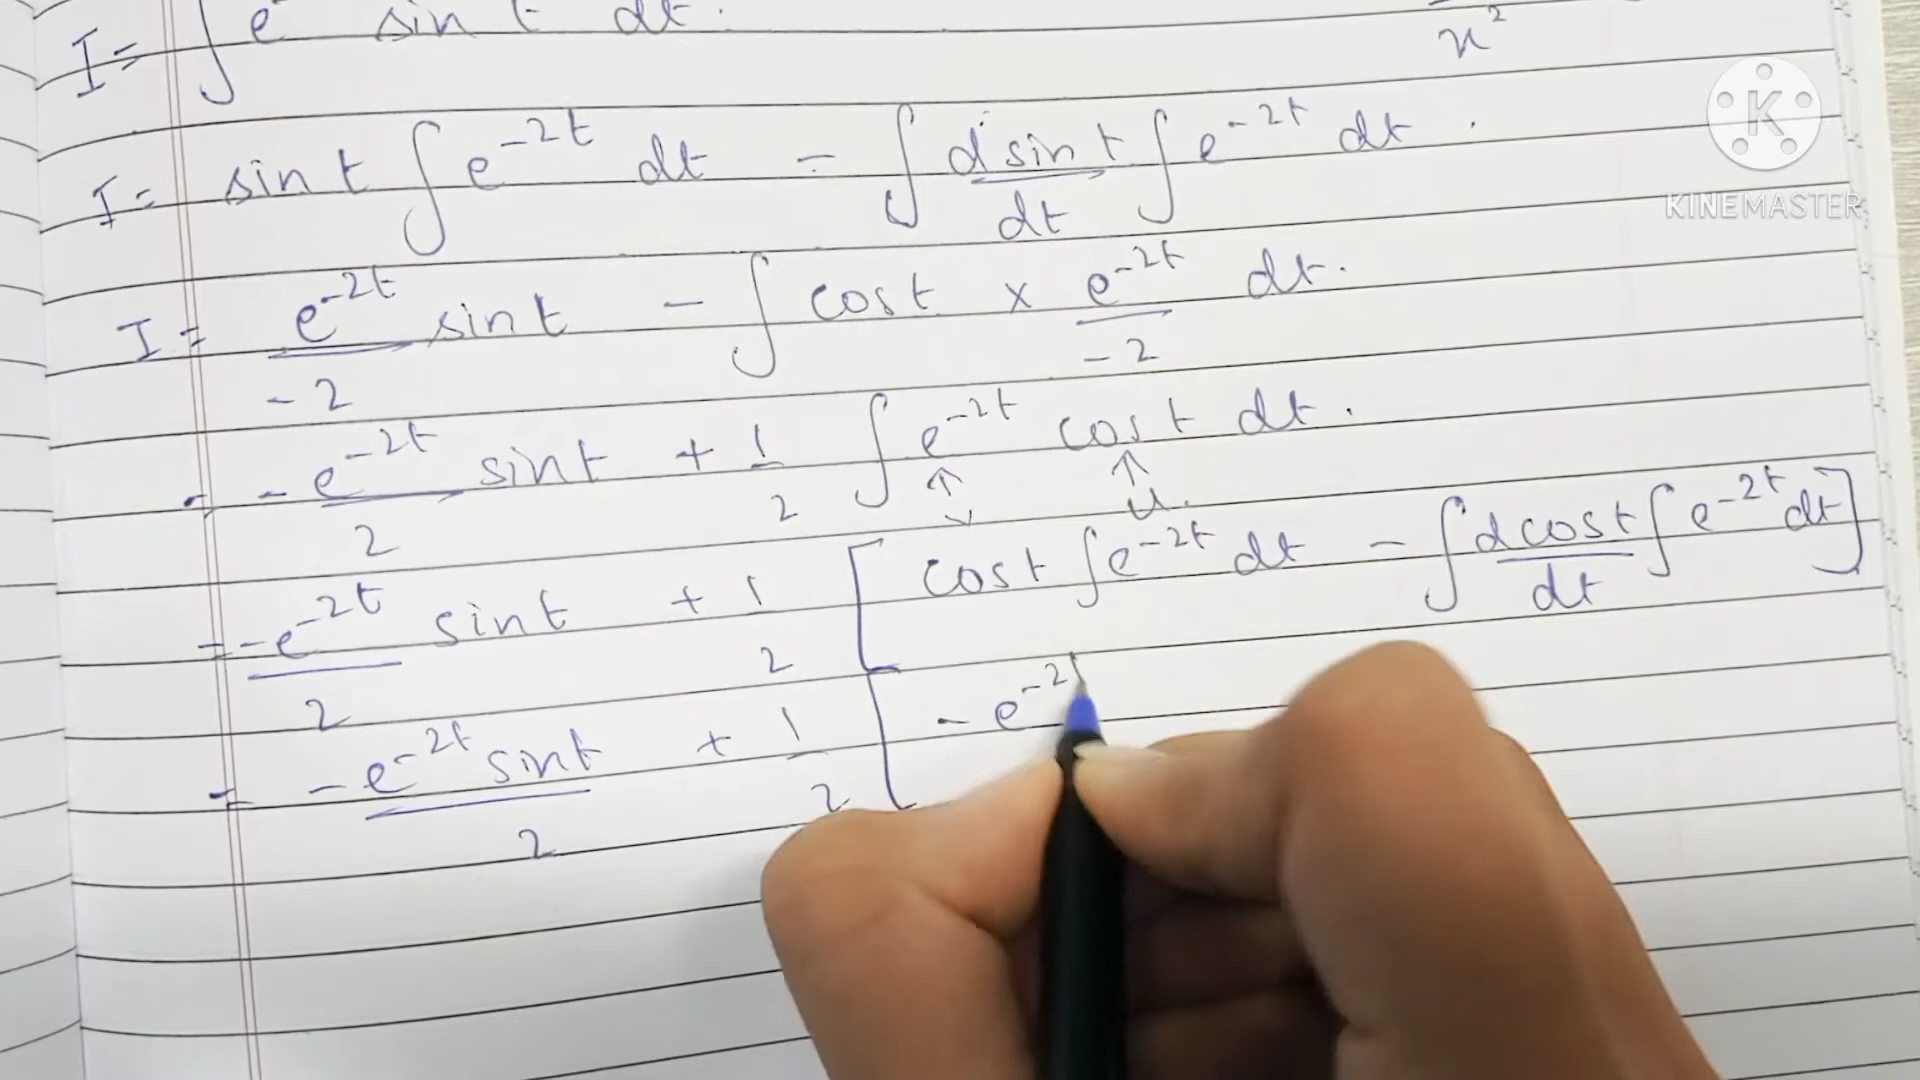 I = ∫ e sin t dt.
x²
I = sin t ∫ e^-2t dt - ∫ d sin t/dt ∫ e^-2t dt.
I = e^-2t/-2 sin t - ∫ cos t × e^-2t/-2 dt.
= -e^-2t/2 sin t + 1/2 ∫ e^-2t cos t dt.
↑ ↑
v u.
= -e^-2t/2 sin t + 1/2 [cos t ∫ e^-2t dt - ∫ d cos t/dt ∫ e^-2t dt]
= -e^-2t sin t/2 + 1/2 [ - e^-2
K
KINEMASTER